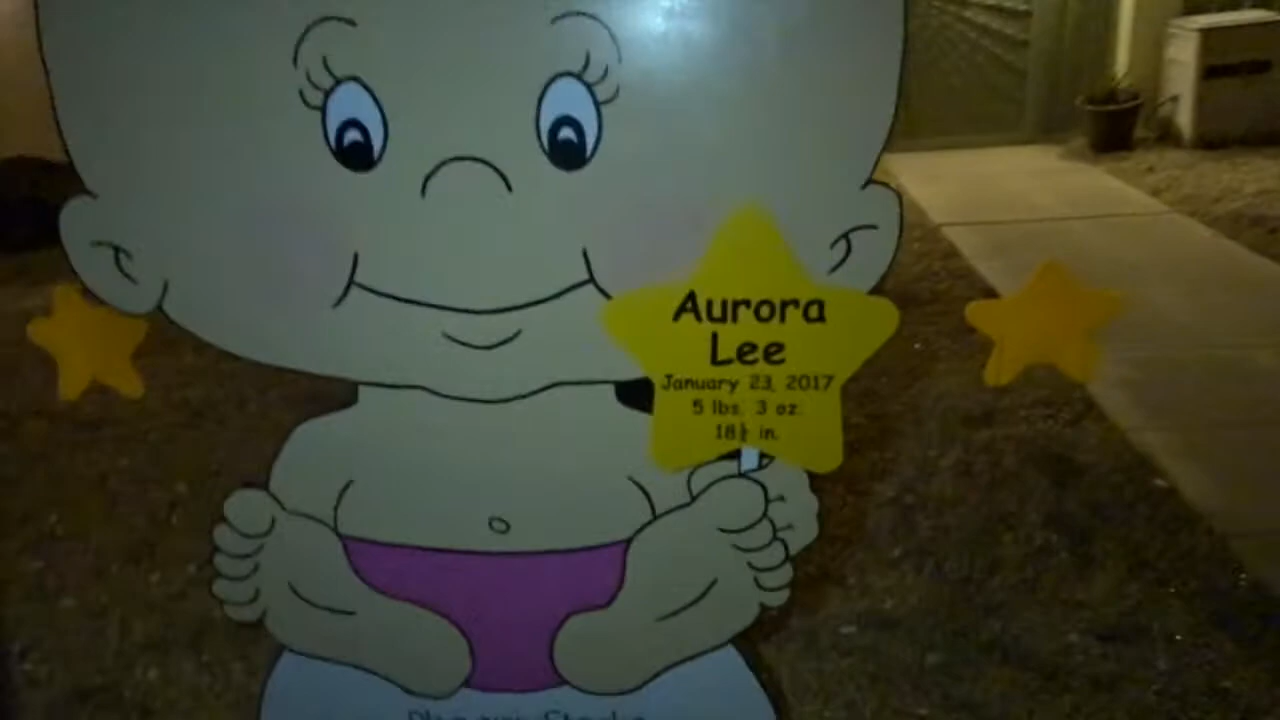 Aurora
Lee
January 23, 2017
5 lbs. 3 oz.
18½ in.